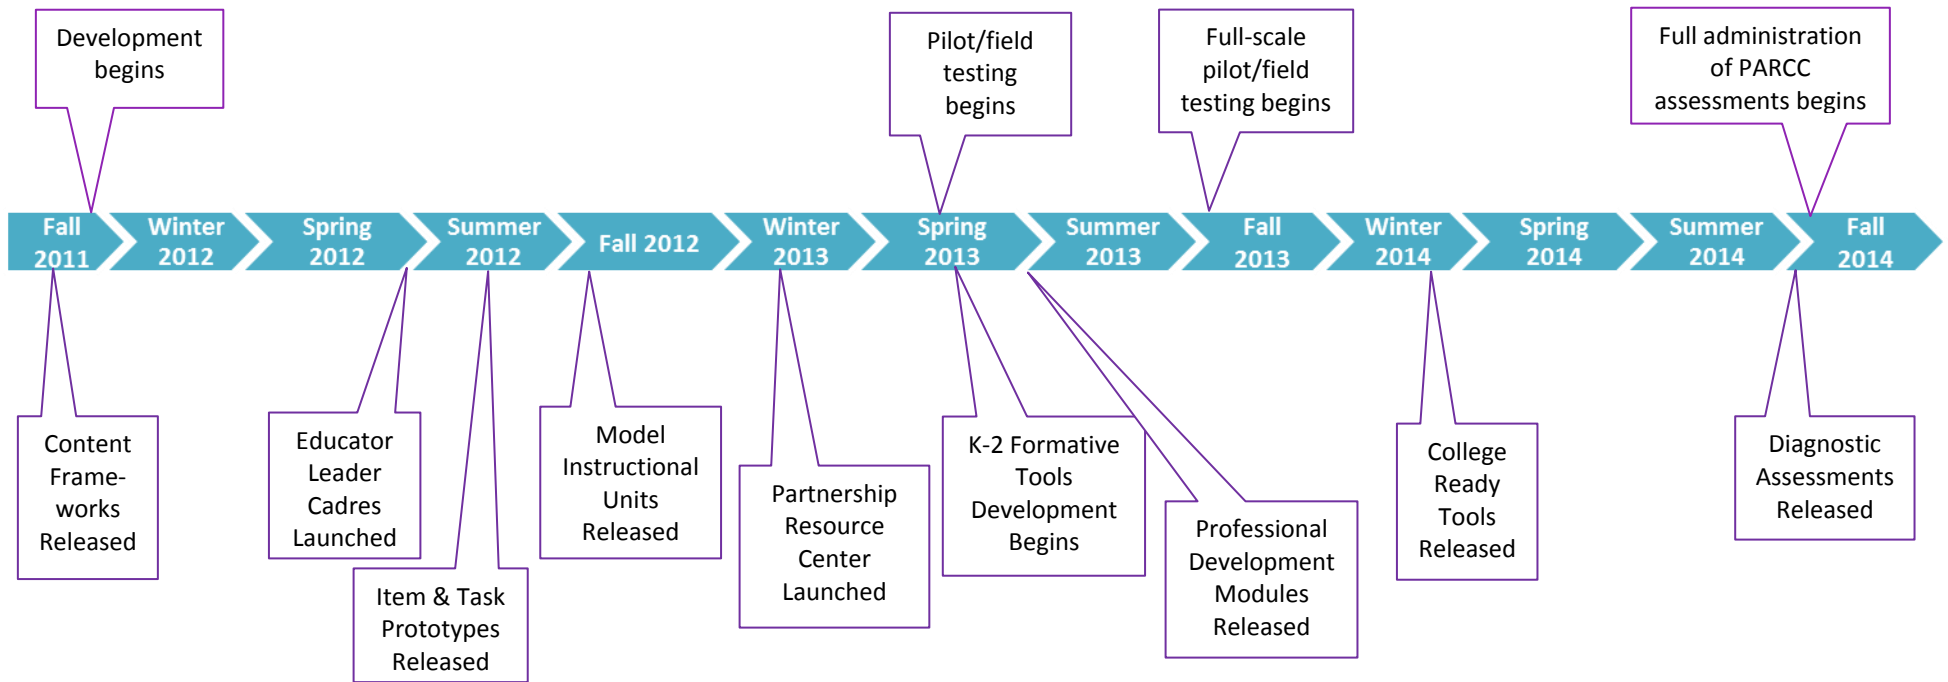 Development
begins
Pilot/field
testing
begins
Full-scale
pilot/field
testing begins
Full administration
of PARCC
assessments begins
Fall
2011
Winter
2012
Spring
2012
Summer
2012
Fall 2012
Winter
2013
Spring
2013
Summer
2013
Fall
2013
Winter
2014
Spring
2014
Summer
2014
Fall
2014
Content
Frame-
works
Released
Educator
Leader
Cadres
Launched
Item & Task
Prototypes
Released
Model
Instructional
Units
Released
Partnership
Resource
Center
Launched
K-2 Formative
Tools
Development
Begins
Professional
Development
Modules
Released
College
Ready
Tools
Released
Diagnostic
Assessments
Released